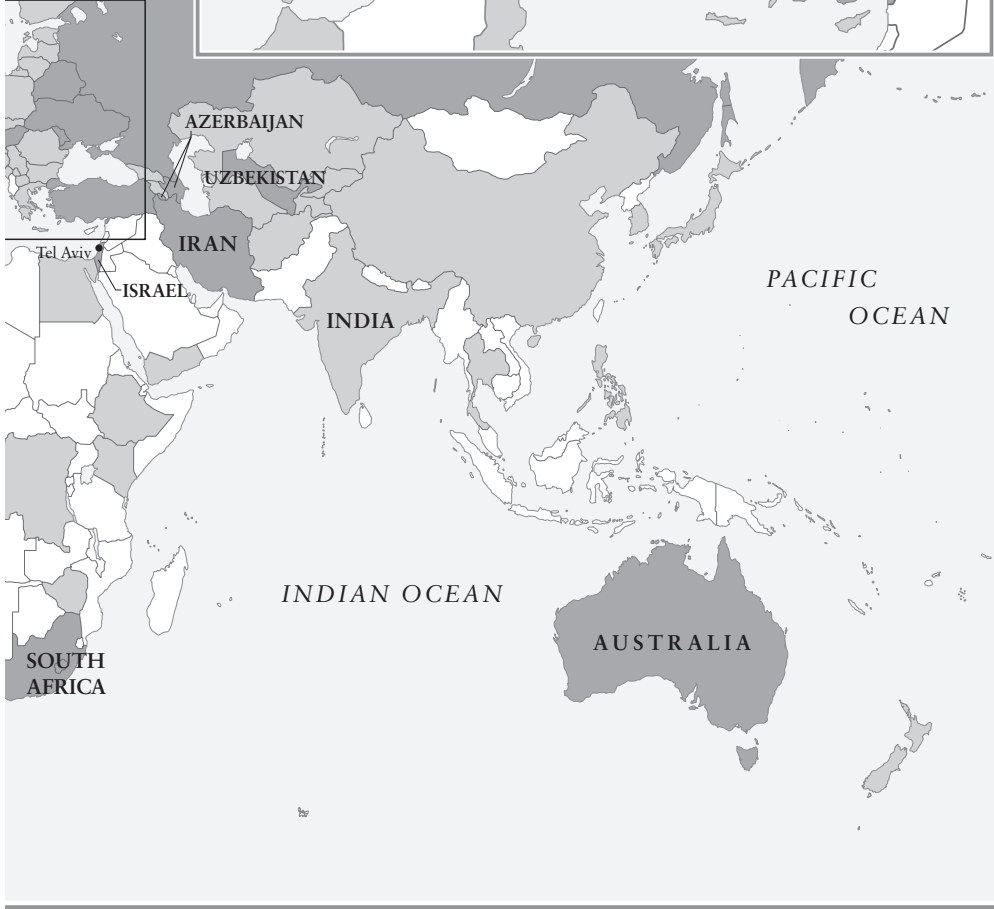 AZERBAIJAN
UZBEKISTAN
IRAN
Tel Aviv
ISRAEL
INDIA
PACIFIC
OCEAN
INDIAN OCEAN
AUSTRALIA
SOUTH
AFRICA